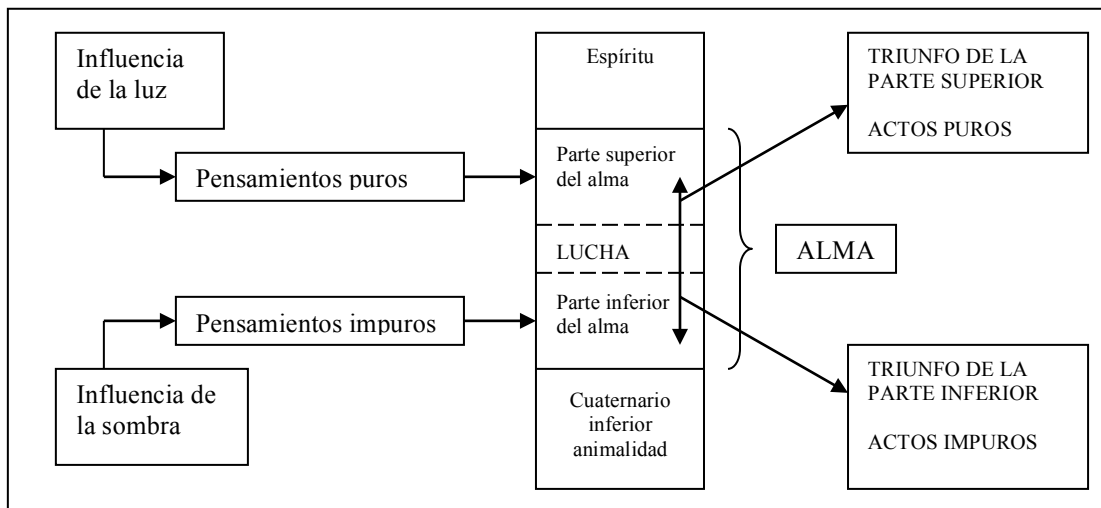 Influencia
de la luz
Pensamientos puros
Pensamientos impuros
Influencia de
la sombra
Espíritu
Parte superior
del alma
LUCHA
Parte inferior
del alma
Cuaternario
inferior
animalidad
ALMA
TRIUNFO DE LA
PARTE SUPERIOR
ACTOS PUROS
TRIUNFO DE LA
PARTE INFERIOR
ACTOS IMPUROS